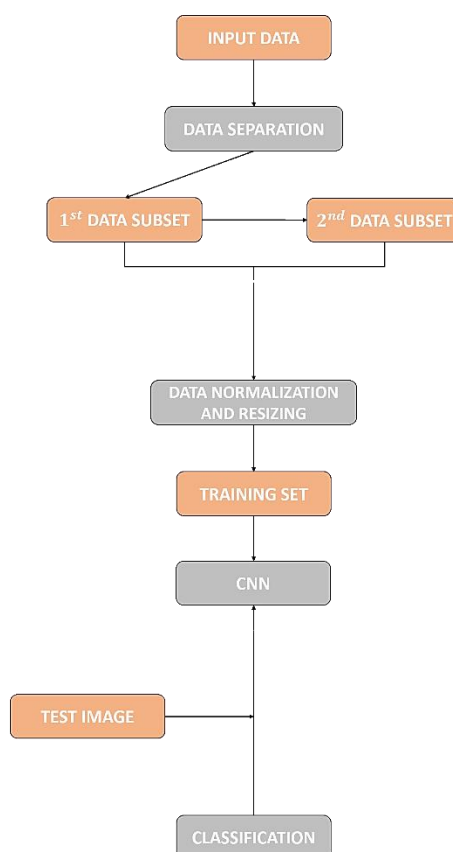 INPUT DATA
DATA SEPARATION
1st DATA SUBSET
2nd DATA SUBSET
DATA NORMALIZATION
AND RESIZING
TRAINING SET
CNN
TEST IMAGE
CLASSIFICATION